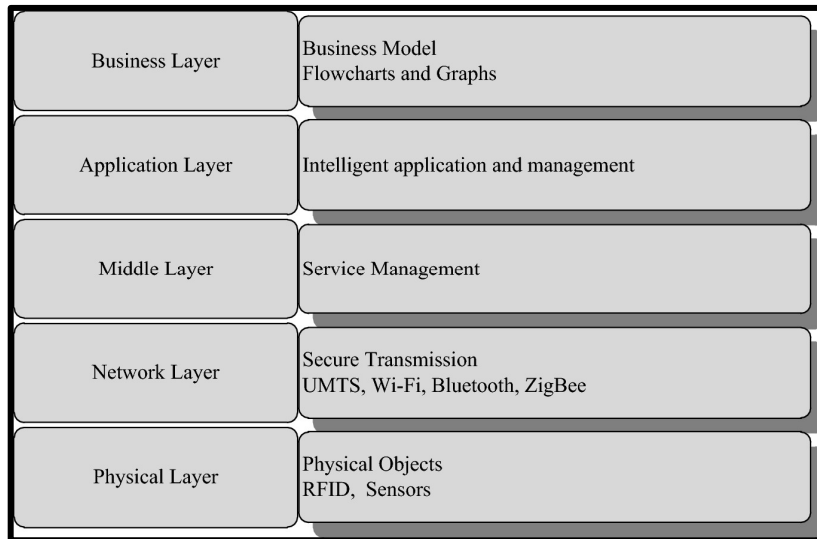 Business Layer
Business Model
Flowcharts and Graphs
Application Layer
Intelligent application and management
Middle Layer
Service Management
Network Layer
Secure Transmission
UMTS, Wi-Fi, Bluetooth, ZigBee
Physical Layer
Physical Objects
RFID, Sensors